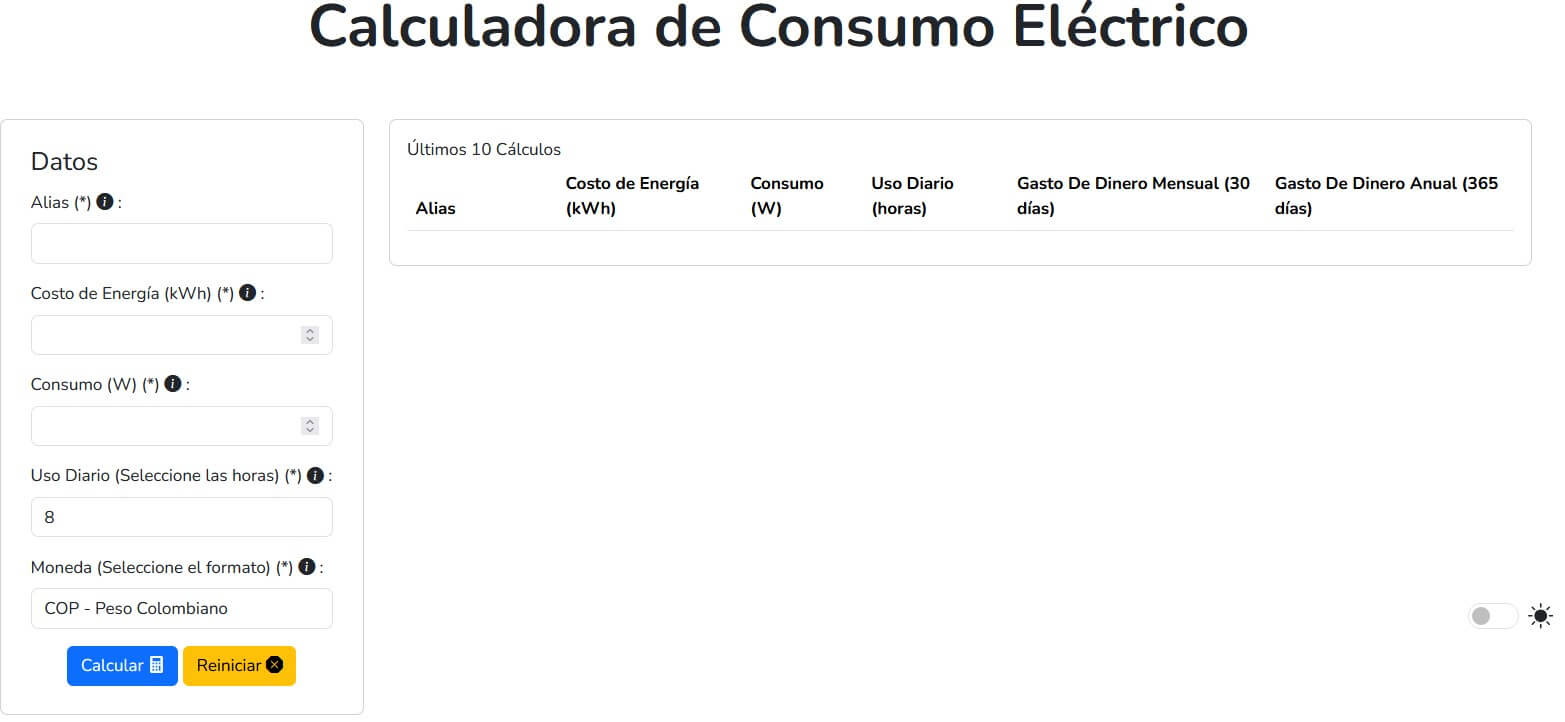 Calculadora de Consumo Eléctrico
Datos
Alias (*) :
Costo de Energía (kWh) (*) :
Consumo (W) (*) :
Uso Diario (Seleccione las horas) (*) :
8
Moneda (Seleccione el formato) (*) :
COP - Peso Colombiano
Calcular
Reiniciar
Últimos 10 Cálculos
Alias
Costo de Energía
(kWh)
Consumo
(W)
Uso Diario
(horas)
Gasto De Dinero Mensual (30
días)
Gasto De Dinero Anual (365
días)